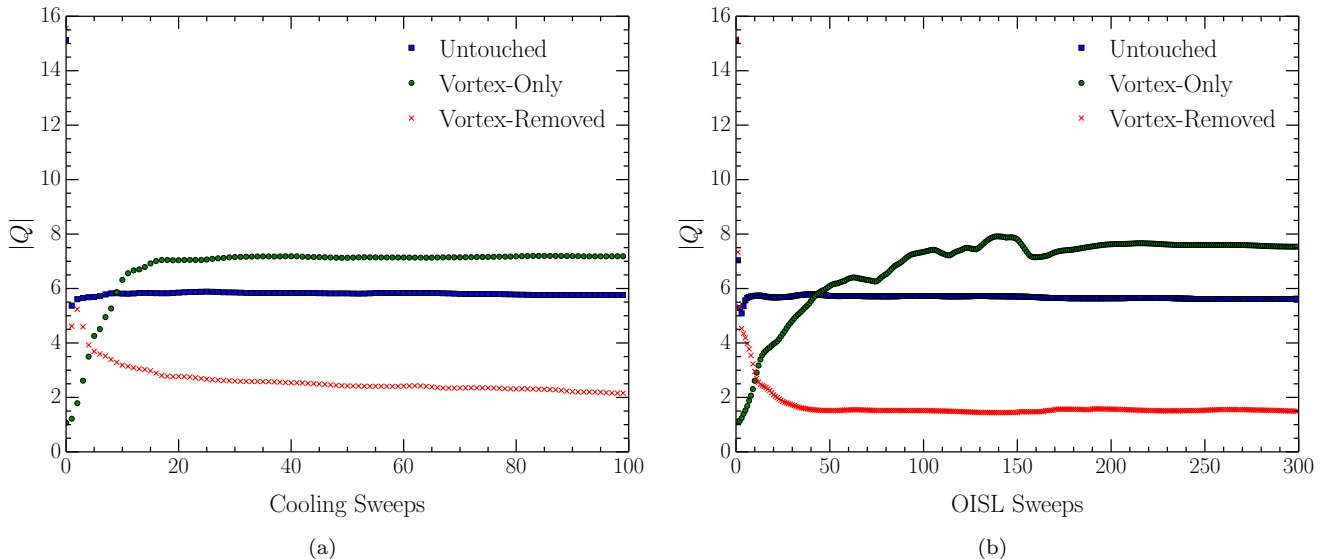 16
14
12
10
8
6
4
2
0
|Q|
0
20
40
60
80
100
Cooling Sweeps
Untouched
Vortex-Only
Vortex-Removed
(a)
16
14
12
10
8
6
4
2
0
|Q|
0
50
100
150
200
250
300
OISL Sweeps
Untouched
Vortex-Only
Vortex-Removed
(b)